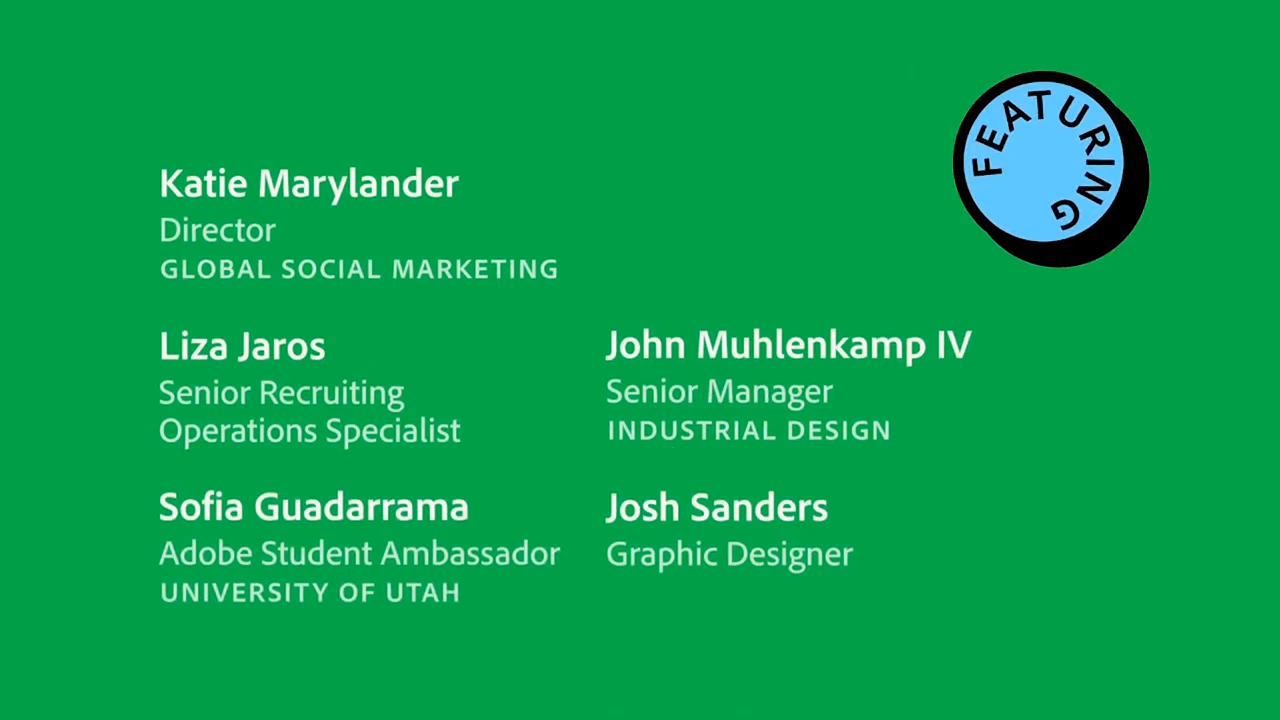 FEATURING
Katie Marylander
Director
GLOBAL SOCIAL MARKETING
Liza Jaros
Senior Recruiting
Operations Specialist
John Muhlenkamp IV
Senior Manager
INDUSTRIAL DESIGN
Sofia Guadarrama
Adobe Student Ambassador
UNIVERSITY OF UTAH
Josh Sanders
Graphic Designer